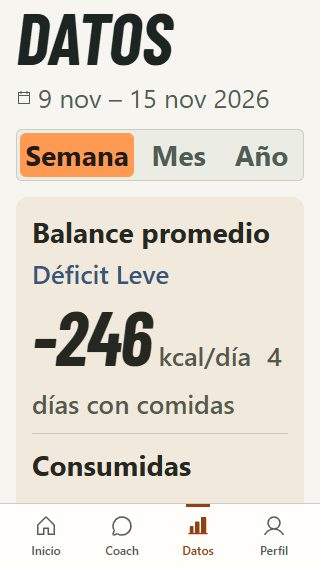 DATOS
9 nov – 15 nov 2026
Semana Mes Año
Balance promedio
Déficit Leve
-246 kcal/día 4
días con comidas
Consumidas
Inicio Coach Datos Perfil